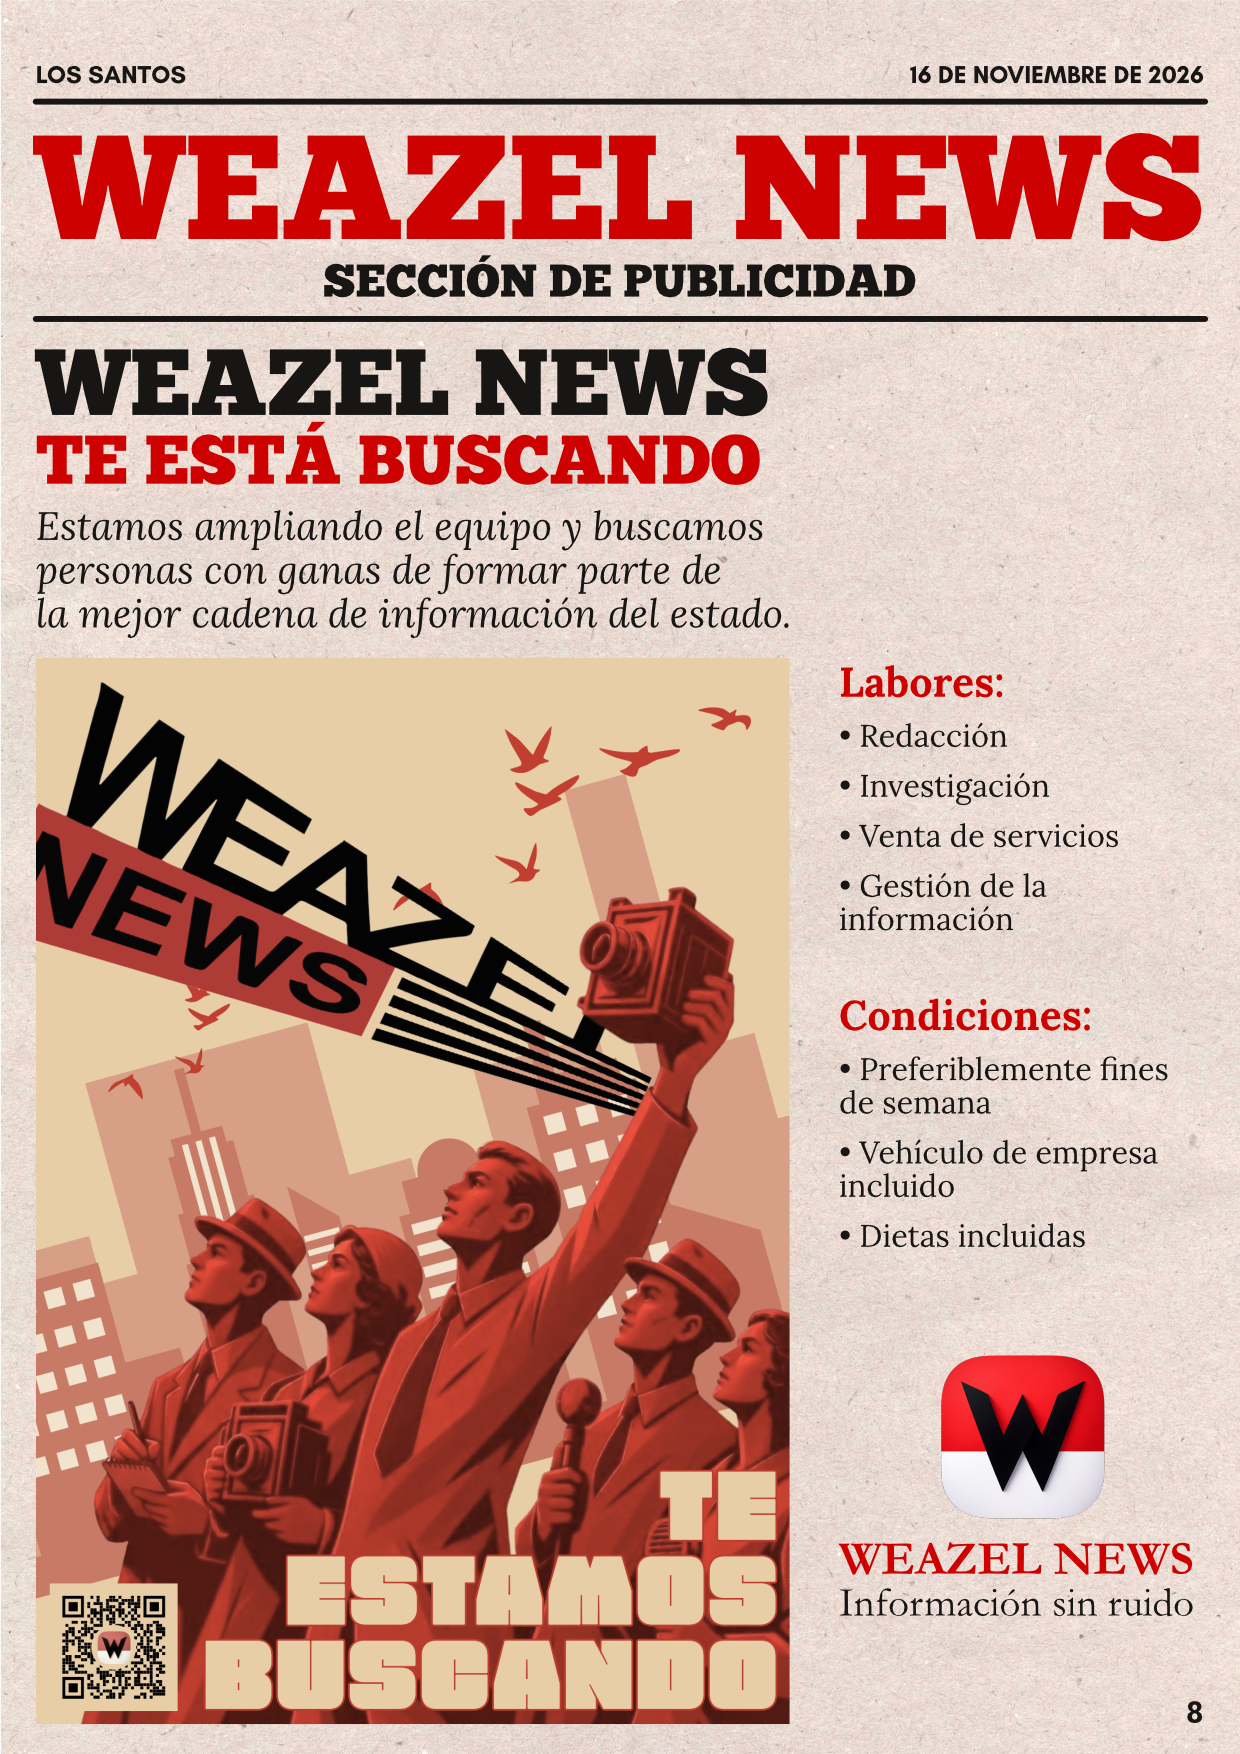 LOS SANTOS
16 DE NOVIEMBRE DE 2026
WEAZEL NEWS
SECCIÓN DE PUBLICIDAD
WEAZEL NEWS
TE ESTÁ BUSCANDO
Estamos ampliando el equipo y buscamos
personas con ganas de formar parte de
la mejor cadena de información del estado.
WEAZEL
NEWS
TE
ESTAMOS
BUSCANDO
W
Labores:
• Redacción
• Investigación
• Venta de servicios
• Gestión de la
información
Condiciones:
• Preferiblemente fines
de semana
• Vehículo de empresa
incluido
• Dietas incluidas
W
WEAZEL NEWS
Información sin ruido
8